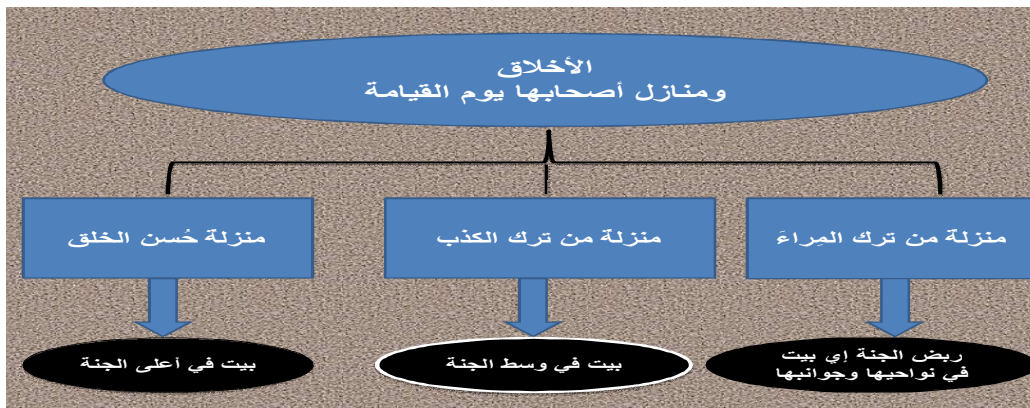 الأخلاق
ومنازل أصحابها يوم القيامة
منزلة من ترك المِراءَ
منزلة من ترك الكذب
منزلة حُسن الخلق
ربض الجنة إي بيت
في نواحيها وجوانبها
بيت في وسط الجنة
بيت في أعلى الجنة